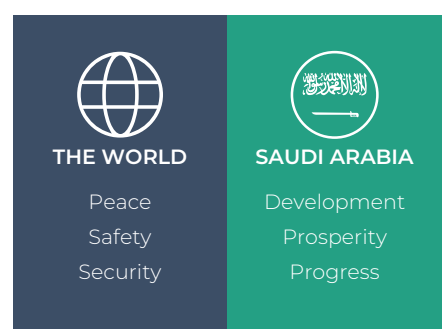 THE WORLD
Peace
Safety
Security
SAUDI ARABIA
Development
Prosperity
Progress